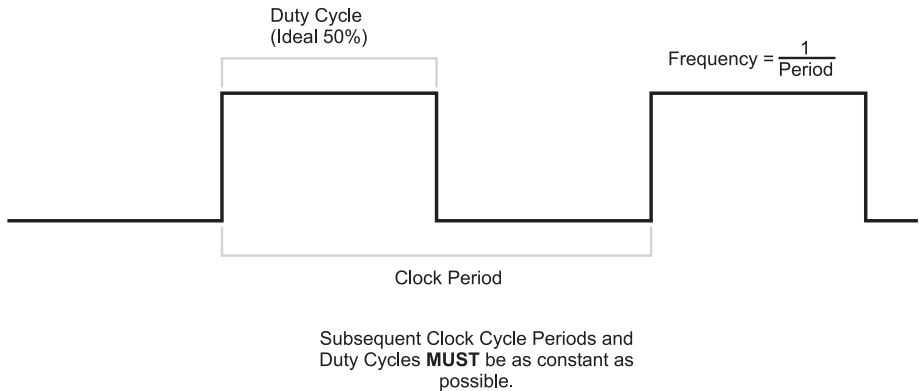 Duty Cycle
(Ideal 50%)
Frequency = 1
Period
Clock Period
Subsequent Clock Cycle Periods and
Duty Cycles MUST be as constant as
possible.